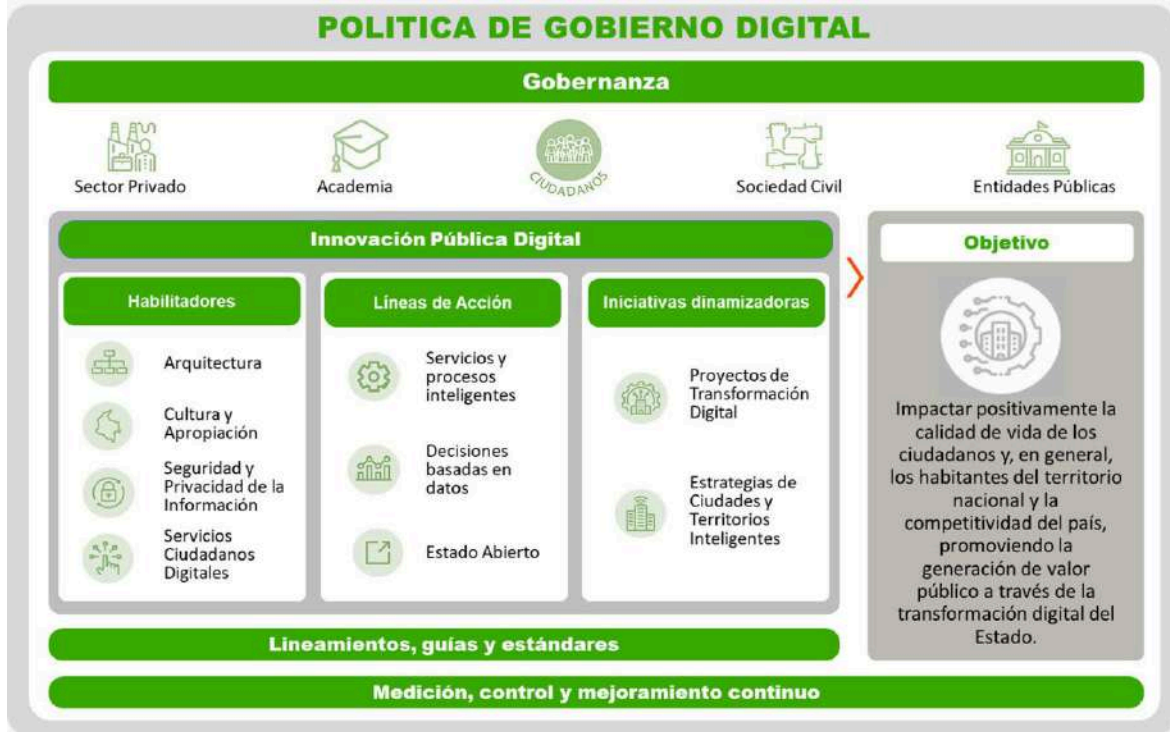 POLITICA DE GOBIERNO DIGITAL
Gobernanza
Sector Privado
Academia
CIUDADANOS
Sociedad Civil
Entidades Públicas
Innovación Pública Digital
Habilitadores
Arquitectura
Cultura y
Apropiación
Seguridad y
Privacidad de la
Información
Servicios
Ciudadanos
Digitales
Líneas de Acción
Servicios y
procesos
inteligentes
Decisiones
basadas en
datos
Estado Abierto
Iniciativas dinamizadoras
Proyectos de
Transformación
Digital
Estrategias de
Ciudades y
Territorios
Inteligentes
Objetivo
Impactar positivamente la
calidad de vida de los
ciudadanos y, en general,
los habitantes del territorio
nacional y la
competitividad del país,
promoviendo la
generación de valor
público a través de la
transformación digital del
Estado.
Lineamientos, guías y estándares
Medición, control y mejoramiento continuo